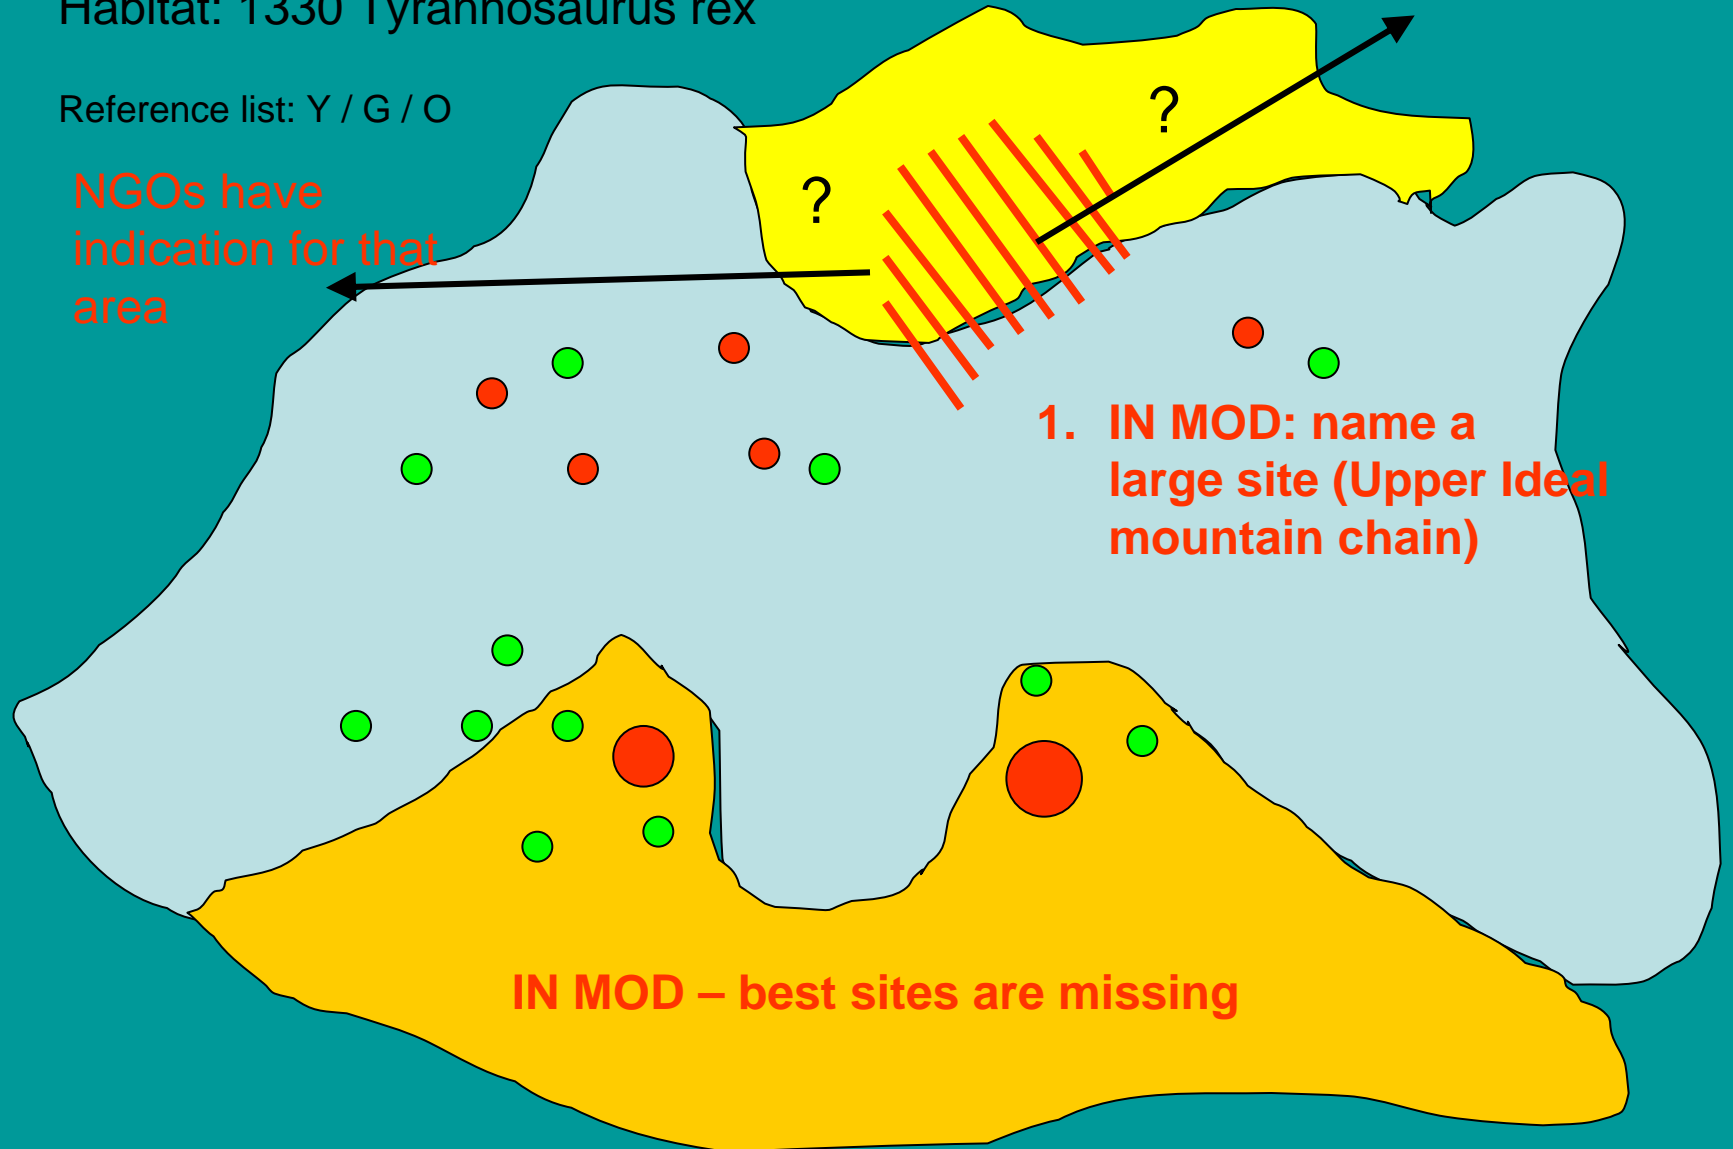 Habitat: 1330 Tyrannosaurus rex
Reference list: Y / G / O
NGOs have
indication for that
area
?
?
1. IN MOD: name a
large site (Upper Ideal
mountain chain)
IN MOD – best sites are missing